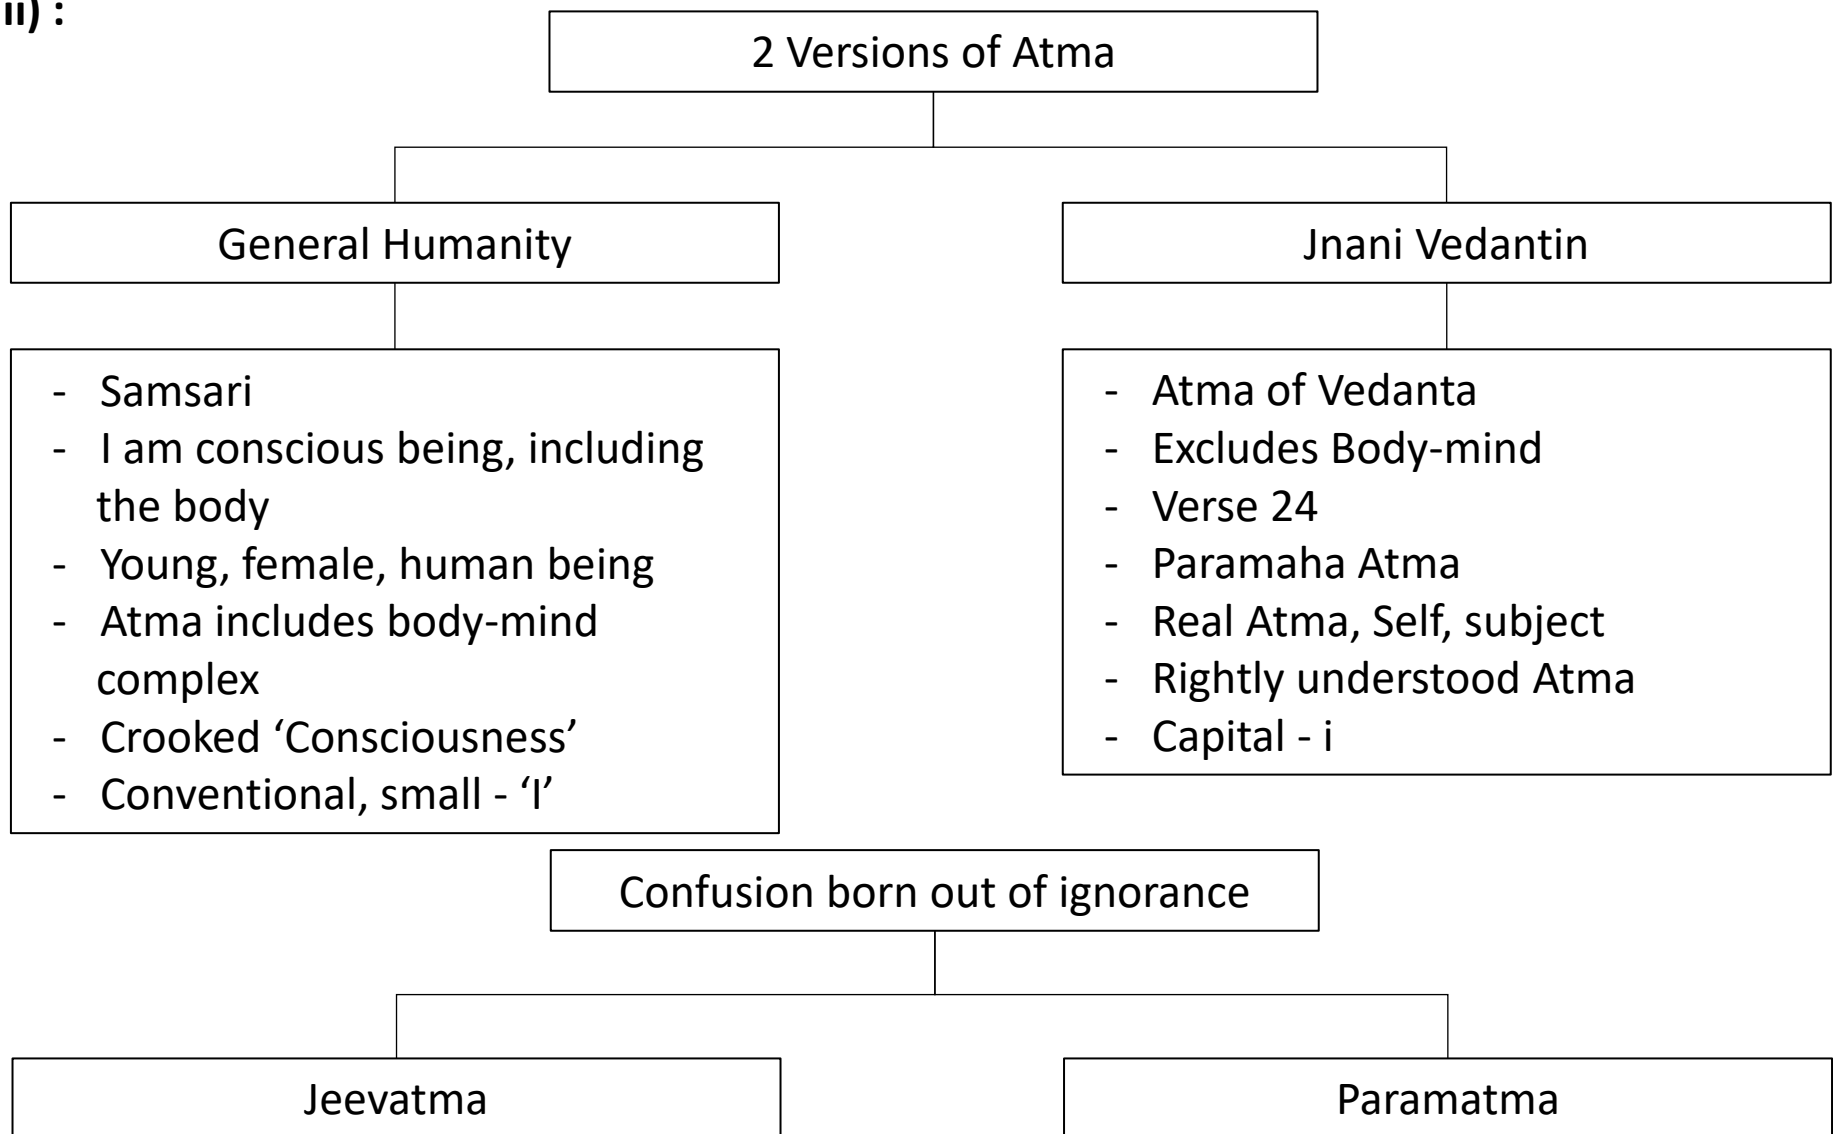 ii) :
2 Versions of Atma
General Humanity
- Samsari
- I am conscious being, including
the body
- Young, female, human being
- Atma includes body-mind
complex
- Crooked ‘Consciousness’
- Conventional, small - ‘I’
Jnani Vedantin
- Atma of Vedanta
- Excludes Body-mind
- Verse 24
- Paramaha Atma
- Real Atma, Self, subject
- Rightly understood Atma
- Capital - i
Confusion born out of ignorance
Jeevatma
Paramatma